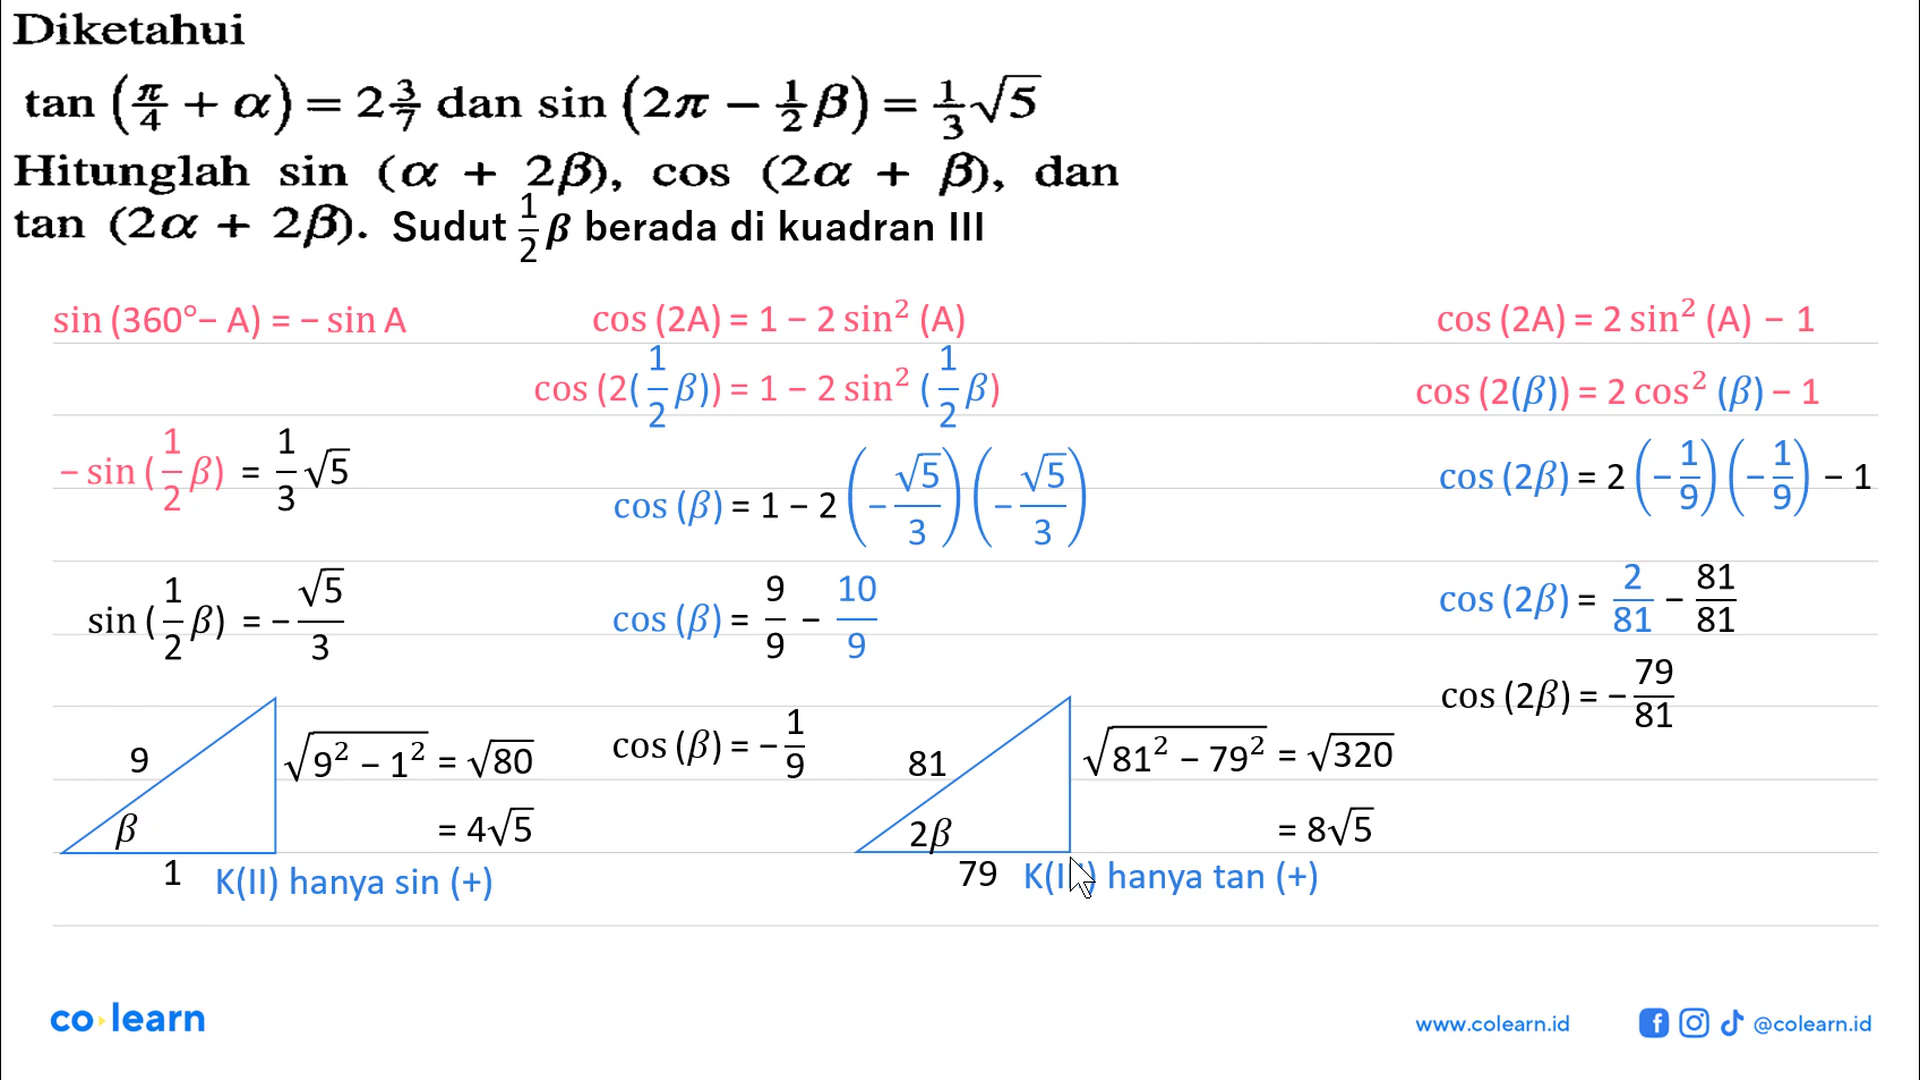 Diketahui
tan (π/4 + α) = 2 3/7 dan sin (2π − 1/2 β) = 1/3 √5
Hitunglah sin (α + 2β), cos (2α + β), dan
tan (2α + 2β). Sudut 1/2 β berada di kuadran III
sin (360°− A) = − sin A
− sin (1/2 β) = 1/3 √5
sin (1/2 β) = − √5/3
9
β
1
√(9² − 1²) = √80
= 4√5
K(II) hanya sin (+)
cos (2A) = 1 − 2 sin² (A)
cos (2(1/2 β)) = 1 − 2 sin² (1/2 β)
cos (β) = 1 − 2 (− √5/3) (− √5/3)
cos (β) = 9/9 − 10/9
cos (β) = − 1/9
81
2β
79
√(81² − 79²) = √320
= 8√5
hanya tan (+)
cos (2A) = 2 sin² (A) − 1
cos (2(β)) = 2 cos² (β) − 1
cos (2β) = 2 (− 1/9) (− 1/9) − 1
cos (2β) = 2/81 − 81/81
cos (2β) = − 79/81
co learn
www.colearn.id
@colearn.id